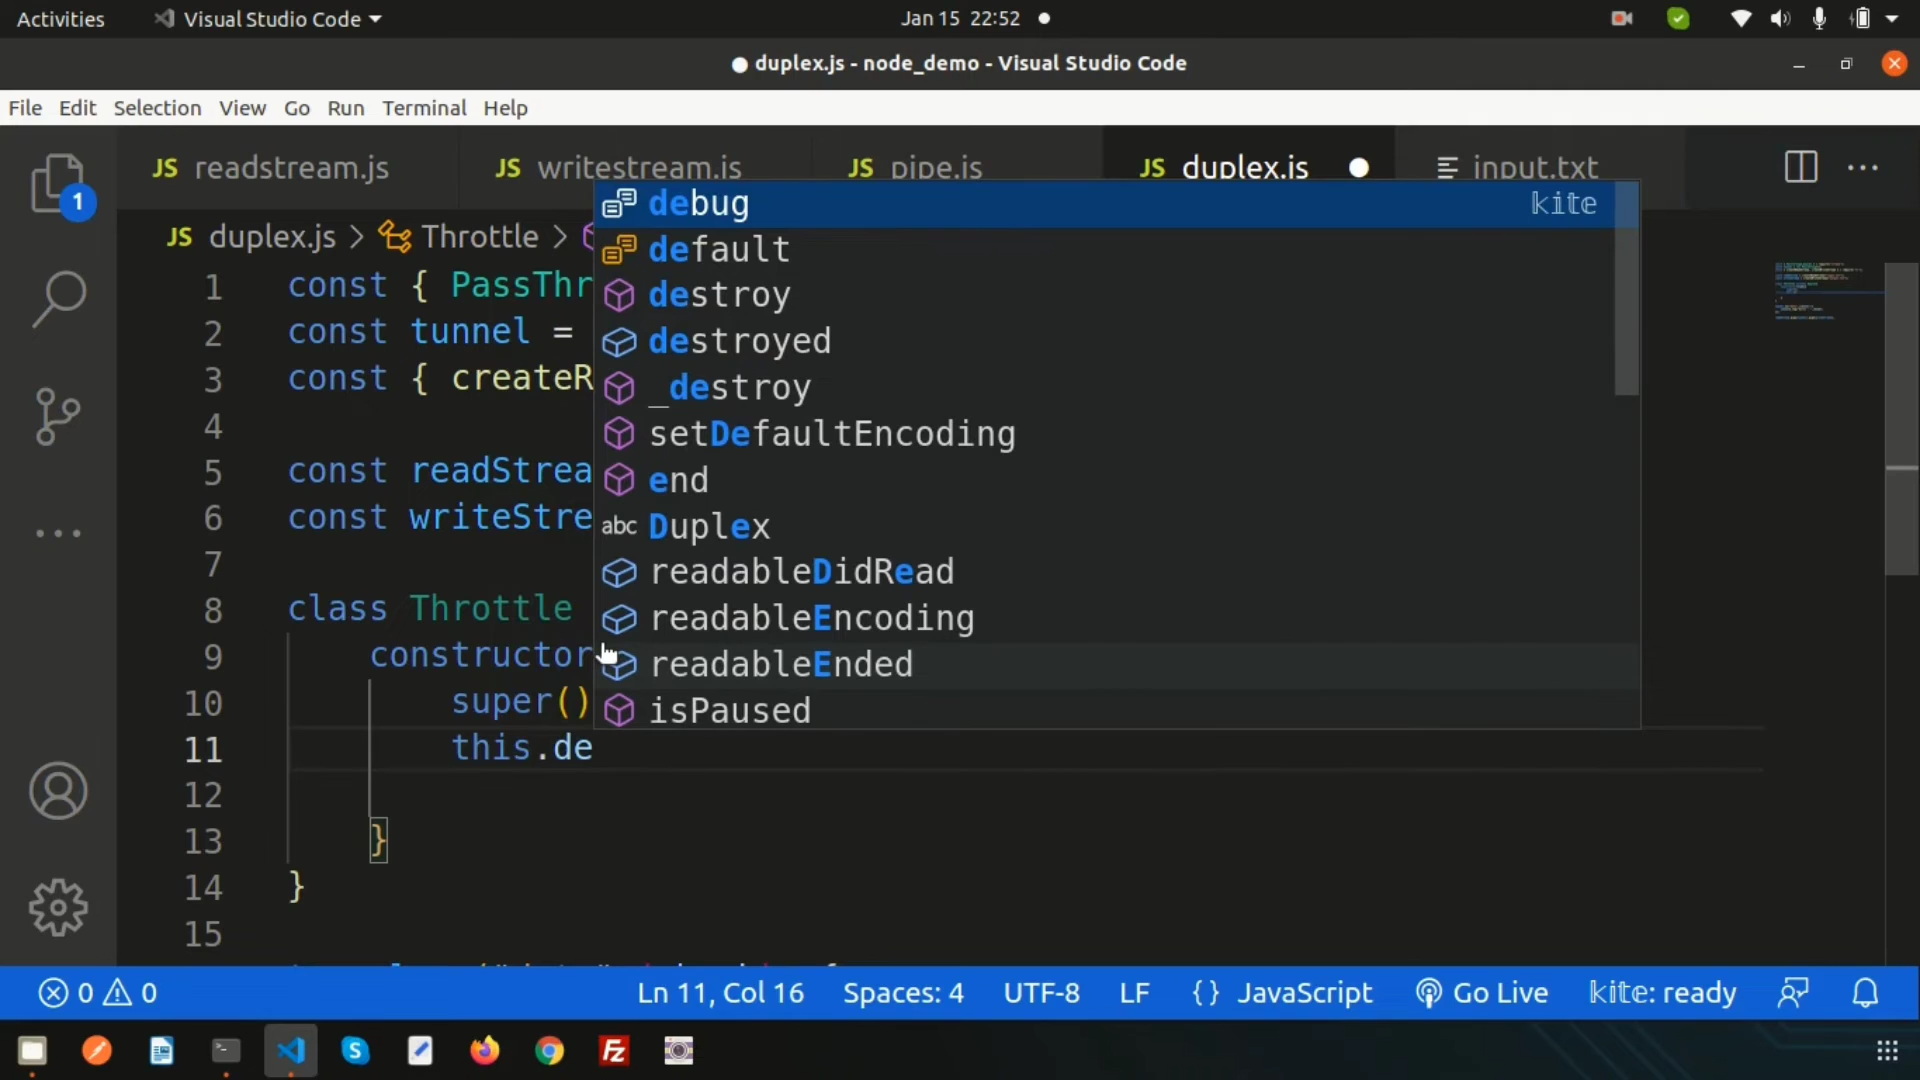 Activities Visual Studio Code Jan 15 22:52
duplex.js - node_demo - Visual Studio Code
File Edit Selection View Go Run Terminal Help
JS readstream.js JS writestream.js JS pipe.js JS duplex.js input.txt
JS duplex.js > Throttle >
1 const { PassThr
2 const tunnel =
3 const { createR
4
5 const readStrea
6 const writeStre
7
8 class Throttle
9 constructor
10 super()
11 this.de
12
13 }
14 }
15
debug kite
default
destroy
destroyed
_destroy
setDefaultEncoding
end
abc Duplex
readableDidRead
readableEncoding
readableEnded
isPaused
1
0 0 Ln 11, Col 16 Spaces: 4 UTF-8 LF {} JavaScript Go Live kite: ready